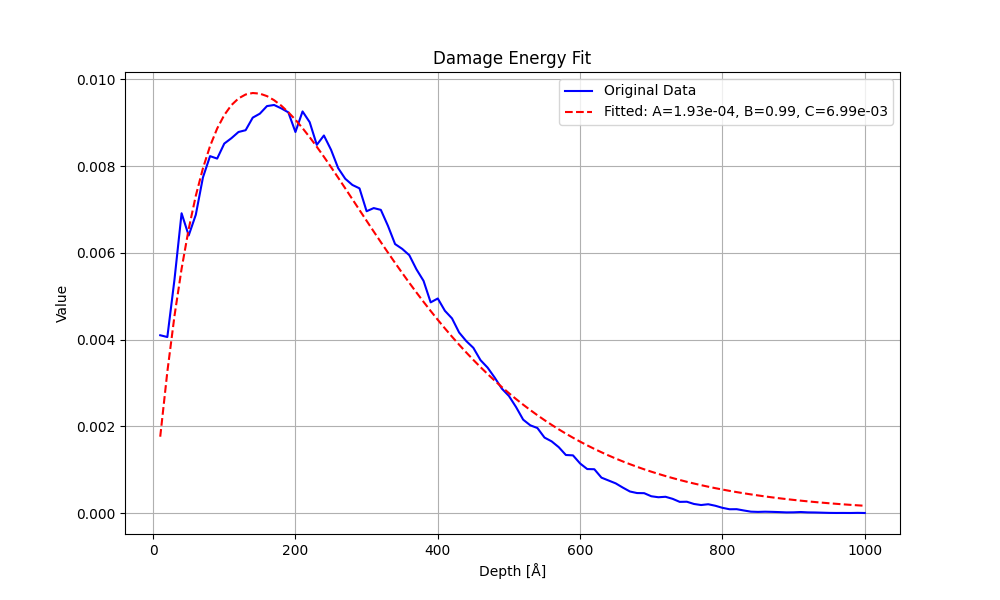 Damage Energy Fit
Original Data
Fitted: A=1.93e-04, B=0.99, C=6.99e-03
Value
0.010
0.008
0.006
0.004
0.002
0.000
0
200
400
600
800
1000
Depth [Å]